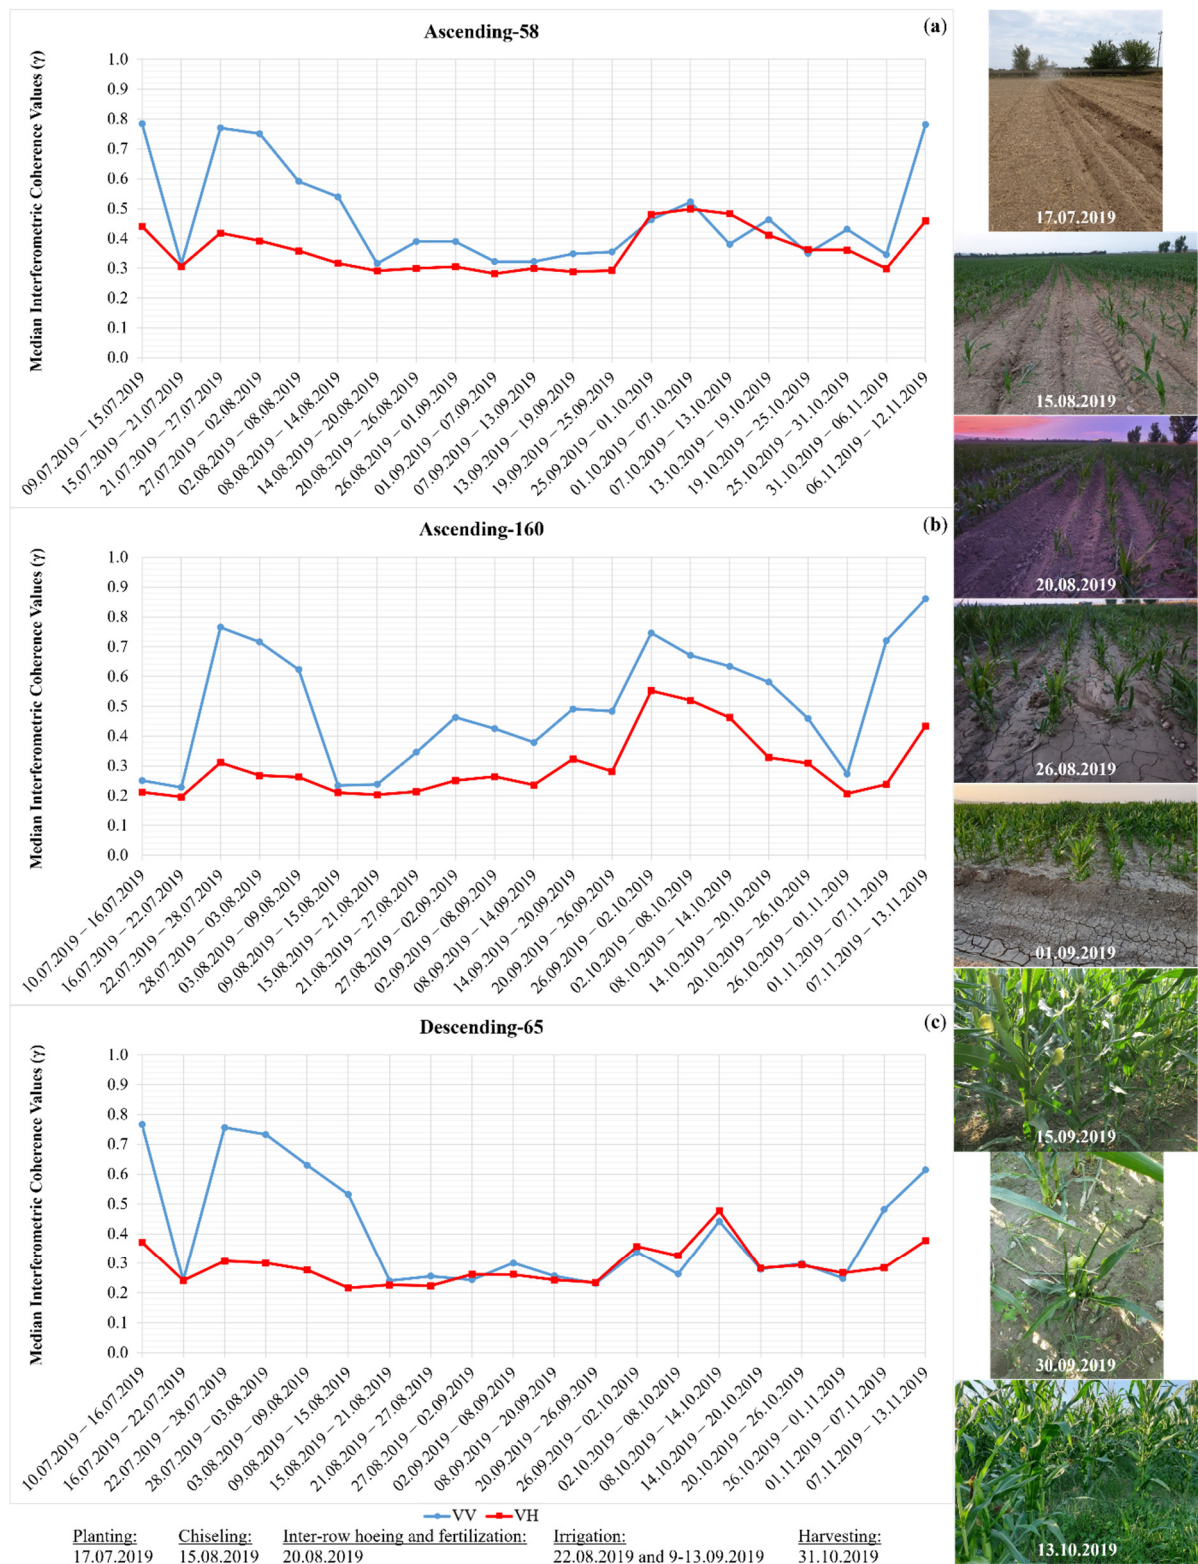 Ascending-58
(a)
Median Interferometric Coherence Values (γ)
1.0
0.9
0.8
0.7
0.6
0.5
0.4
0.3
0.2
0.1
0.0
09.07.2019 – 15.07.2019
15.07.2019 – 21.07.2019
21.07.2019 – 27.07.2019
27.07.2019 – 02.08.2019
02.08.2019 – 08.08.2019
08.08.2019 – 14.08.2019
14.08.2019 – 20.08.2019
20.08.2019 – 26.08.2019
26.08.2019 – 01.09.2019
01.09.2019 – 07.09.2019
07.09.2019 – 13.09.2019
13.09.2019 – 19.09.2019
19.09.2019 – 25.09.2019
25.09.2019 – 01.10.2019
01.10.2019 – 07.10.2019
07.10.2019 – 13.10.2019
13.10.2019 – 19.10.2019
19.10.2019 – 25.10.2019
25.10.2019 – 31.10.2019
31.10.2019 – 06.11.2019
06.11.2019 – 12.11.2019
Ascending-160
(b)
Median Interferometric Coherence Values (γ)
1.0
0.9
0.8
0.7
0.6
0.5
0.4
0.3
0.2
0.1
0.0
10.07.2019 – 16.07.2019
16.07.2019 – 22.07.2019
22.07.2019 – 28.07.2019
28.07.2019 – 03.08.2019
03.08.2019 – 09.08.2019
09.08.2019 – 15.08.2019
15.08.2019 – 21.08.2019
21.08.2019 – 27.08.2019
27.08.2019 – 02.09.2019
02.09.2019 – 08.09.2019
08.09.2019 – 14.09.2019
14.09.2019 – 20.09.2019
20.09.2019 – 26.09.2019
26.09.2019 – 02.10.2019
02.10.2019 – 08.10.2019
08.10.2019 – 14.10.2019
14.10.2019 – 20.10.2019
20.10.2019 – 26.10.2019
26.10.2019 – 01.11.2019
01.11.2019 – 07.11.2019
07.11.2019 – 13.11.2019
Descending-65
(c)
Median Interferometric Coherence Values (γ)
1.0
0.9
0.8
0.7
0.6
0.5
0.4
0.3
0.2
0.1
0.0
10.07.2019 – 16.07.2019
16.07.2019 – 22.07.2019
22.07.2019 – 28.07.2019
28.07.2019 – 03.08.2019
03.08.2019 – 09.08.2019
09.08.2019 – 15.08.2019
15.08.2019 – 21.08.2019
21.08.2019 – 27.08.2019
27.08.2019 – 02.09.2019
02.09.2019 – 08.09.2019
08.09.2019 – 20.09.2019
20.09.2019 – 26.09.2019
26.09.2019 – 02.10.2019
02.10.2019 – 08.10.2019
08.10.2019 – 14.10.2019
14.10.2019 – 20.10.2019
20.10.2019 – 26.10.2019
26.10.2019 – 01.11.2019
01.11.2019 – 07.11.2019
07.11.2019 – 13.11.2019
VV VH
Planting:
17.07.2019
Chiseling:
15.08.2019
Inter-row hoeing and fertilization:
20.08.2019
Irrigation:
22.08.2019 and 9-13.09.2019
Harvesting:
31.10.2019
17.07.2019
15.08.2019
20.08.2019
26.08.2019
01.09.2019
15.09.2019
30.09.2019
13.10.2019